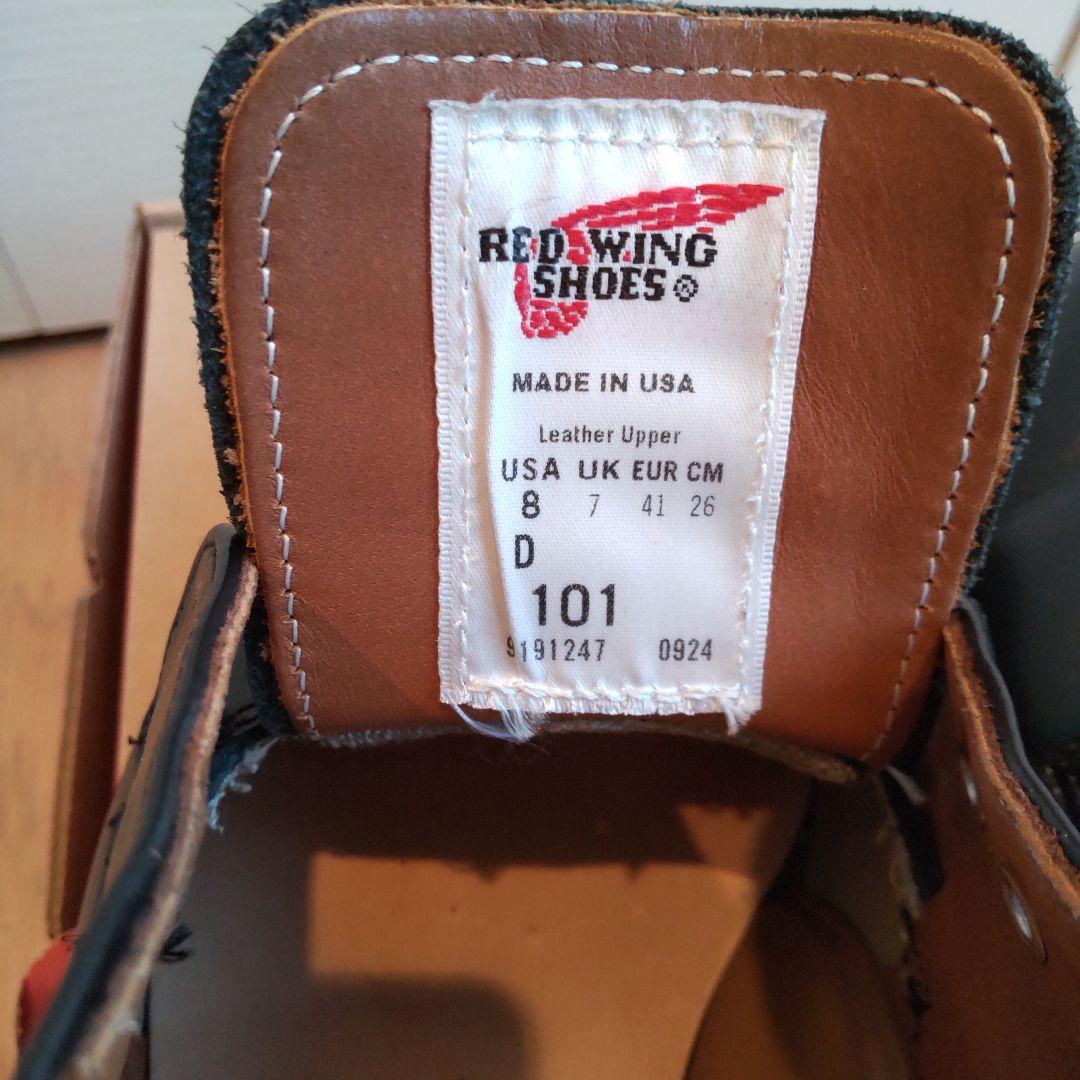 RED WING
SHOES®
MADE IN USA
Leather Upper
USA UK EUR CM
8 7 41 26
D
101
9191247 0924